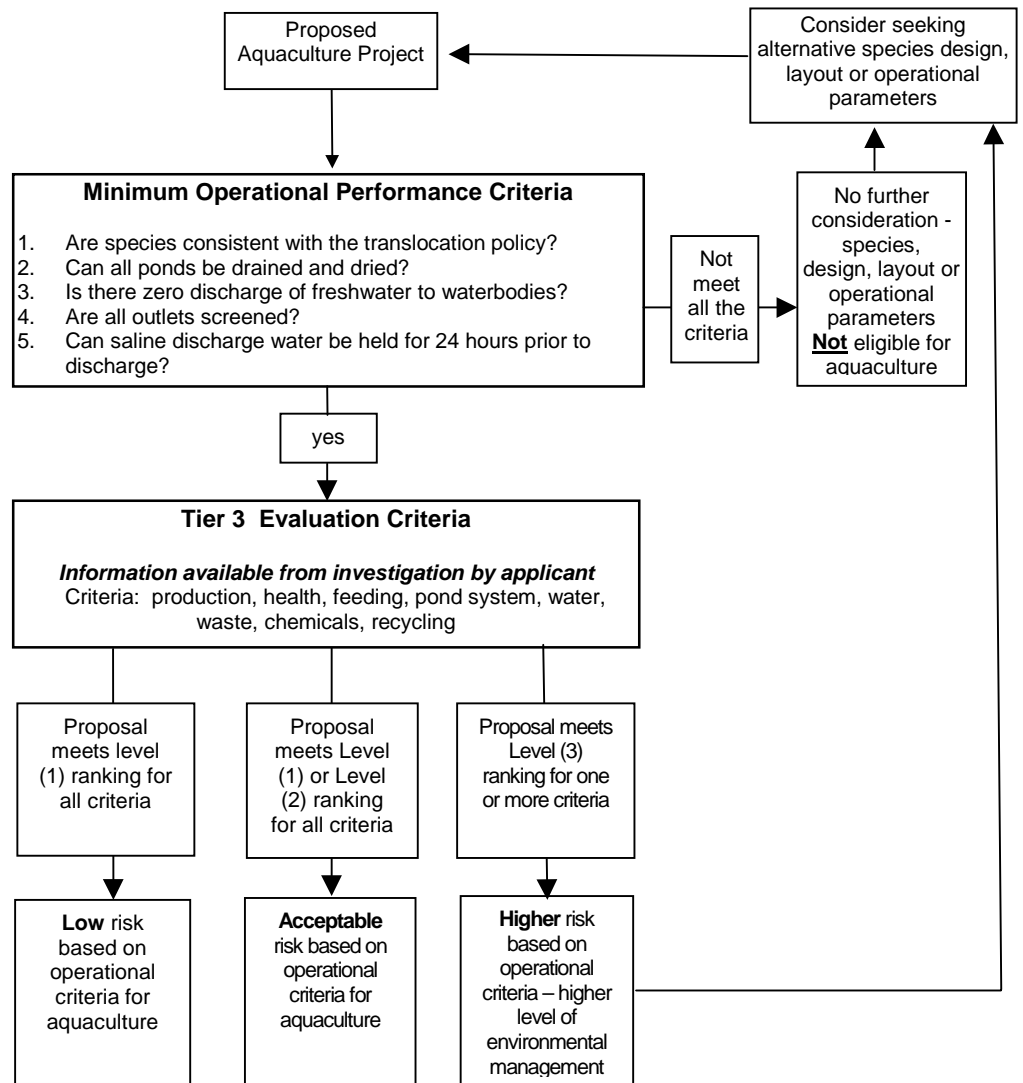 Proposed
Aquaculture Project
Consider seeking
alternative species design,
layout or operational
parameters
Minimum Operational Performance Criteria
1. Are species consistent with the translocation policy?
2. Can all ponds be drained and dried?
3. Is there zero discharge of freshwater to waterbodies?
4. Are all outlets screened?
5. Can saline discharge water be held for 24 hours prior to
discharge?
Not
meet
all the
criteria
No further
consideration -
species,
design, layout or
operational
parameters
Not eligible for
aquaculture
yes
Tier 3 Evaluation Criteria
Information available from investigation by applicant
Criteria: production, health, feeding, pond system, water,
waste, chemicals, recycling
Proposal
meets level
(1) ranking for
all criteria
Proposal
meets Level
(1) or Level
(2) ranking
for all criteria
Proposal meets
Level (3)
ranking for one
or more criteria
Low risk
based on
operational
criteria for
aquaculture
Acceptable
risk based on
operational
criteria for
aquaculture
Higher risk
based on
operational
criteria – higher
level of
environmental
management